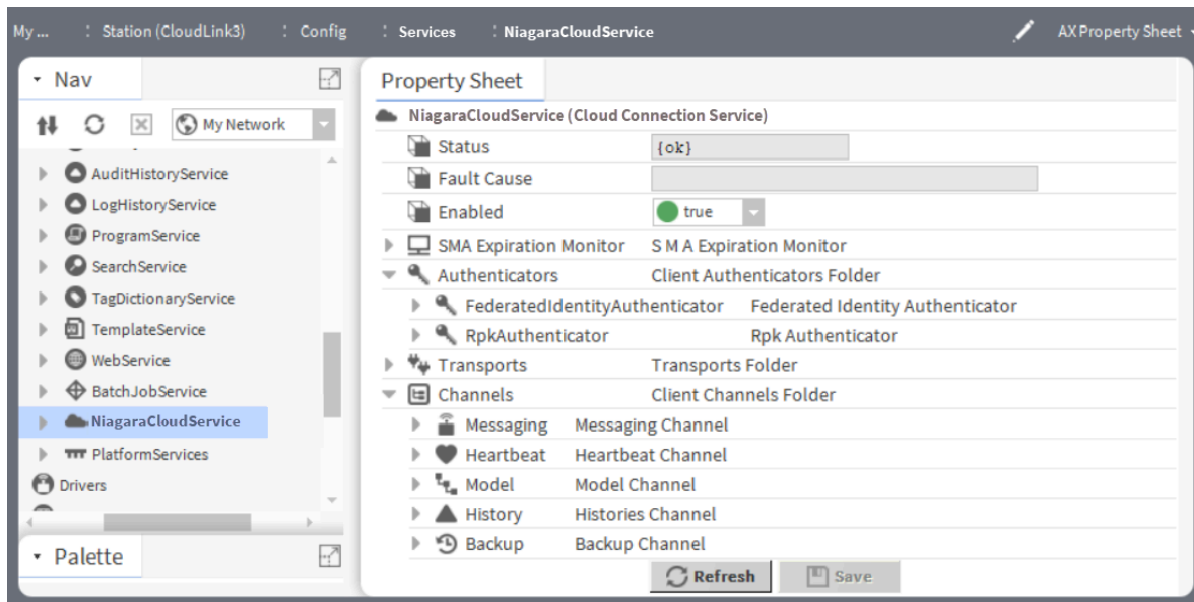 My ... : Station (CloudLink3) : Config : Services : NiagaraCloudService AX Property Sheet
Nav
My Network
AuditHistoryService
LogHistoryService
ProgramService
SearchService
TagDictionaryService
TemplateService
WebService
BatchJobService
NiagaraCloudService
PlatformServices
Drivers
Palette
Property Sheet
NiagaraCloudService (Cloud Connection Service)
Status {ok}
Fault Cause
Enabled true
SMA Expiration Monitor S M A Expiration Monitor
Authenticators Client Authenticators Folder
FederatedIdentityAuthenticator Federated Identity Authenticator
RpkAuthenticator Rpk Authenticator
Transports Transports Folder
Channels Client Channels Folder
Messaging Messaging Channel
Heartbeat Heartbeat Channel
Model Model Channel
History Histories Channel
Backup Backup Channel
Refresh Save